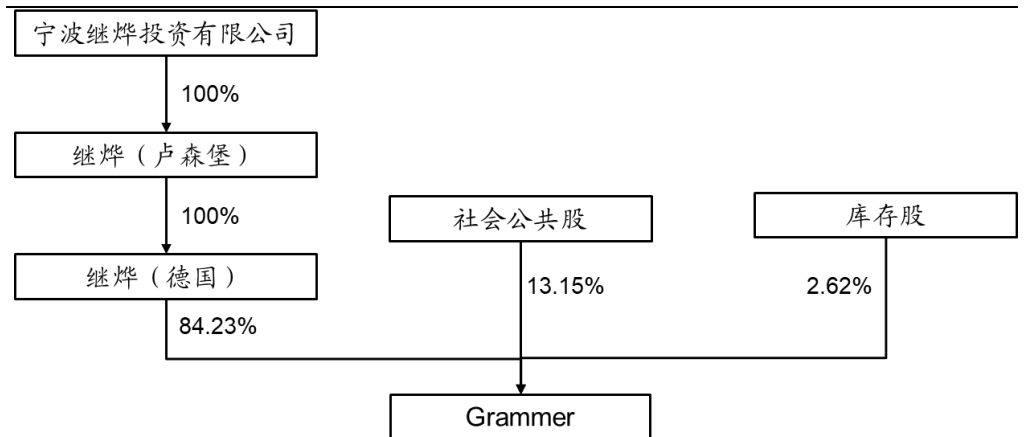 宁波继烨投资有限公司
100%
继烨（卢森堡）
100%
社会公共股
库存股
继烨（德国）
13.15%
2.62%
84.23%
Grammer